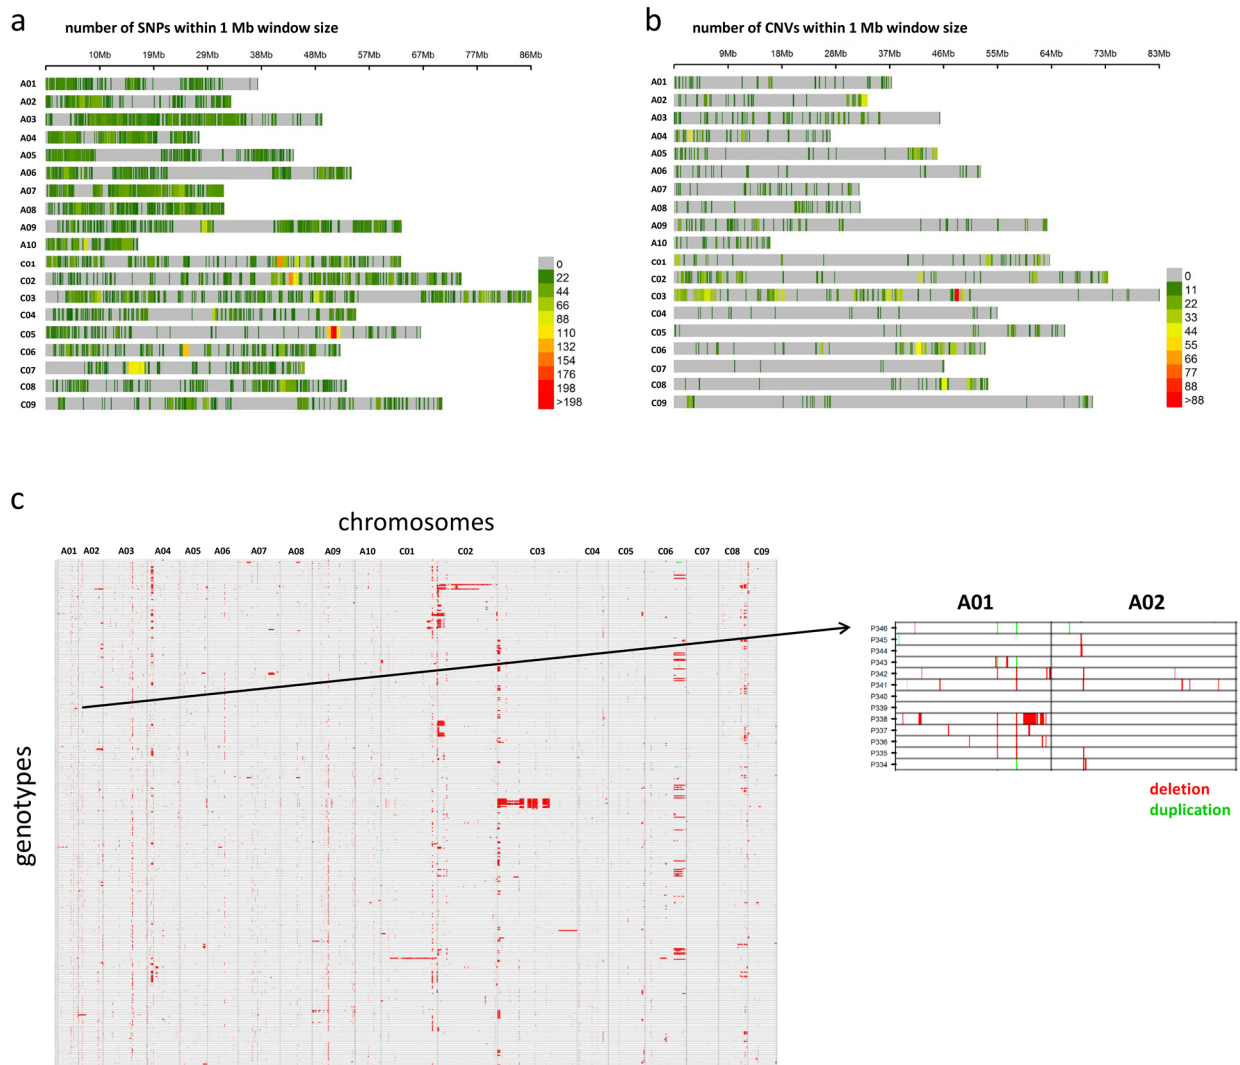 a
number of SNPs within 1 Mb window size
10Mb 19Mb 29Mb 38Mb 48Mb 57Mb 67Mb 77Mb 86Mb
A01
A02
A03
A04
A05
A06
A07
A08
A09
A10
C01
C02
C03
C04
C05
C06
C07
C08
C09
0
22
44
66
88
110
132
154
176
198
>198
b
number of CNVs within 1 Mb window size
9Mb 18Mb 28Mb 37Mb 46Mb 55Mb 64Mb 73Mb 83Mb
A01
A02
A03
A04
A05
A06
A07
A08
A09
A10
C01
C02
C03
C04
C05
C06
C07
C08
C09
0
11
22
33
44
55
66
77
88
>88
c
chromosomes
A01 A02 A03 A04 A05 A06 A07 A08 A09 A10 C01 C02 C03 C04 C05 C06 C07 C08 C09
genotypes
A01 A02
P346
P345
P344
P343
P342
P341
P340
P339
P338
P337
P336
P335
P334
deletion
duplication